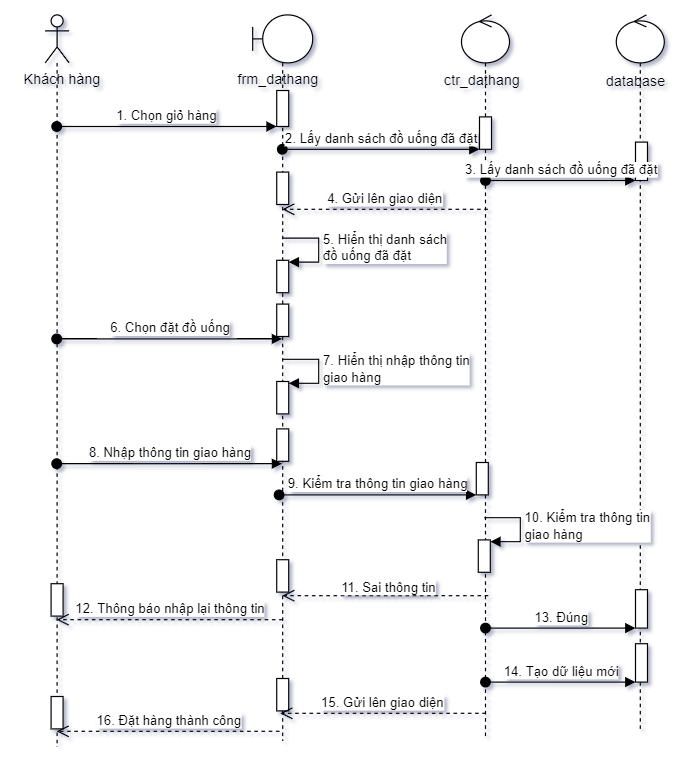 Khách hàng
frm_dathang
ctr_dathang
database
1. Chọn giỏ hàng
2. Lấy danh sách đồ uống đã đặt
3. Lấy danh sách đồ uống đã đặt
4. Gửi lên giao diện
5. Hiển thị danh sách
đồ uống đã đặt
6. Chọn đặt đồ uống
7. Hiển thị nhập thông tin
giao hàng
8. Nhập thông tin giao hàng
9. Kiểm tra thông tin giao hàng
10. Kiểm tra thông tin
giao hàng
11. Sai thông tin
12. Thông báo nhập lại thông tin
13. Đúng
14. Tạo dữ liệu mới
15. Gửi lên giao diện
16. Đặt hàng thành công